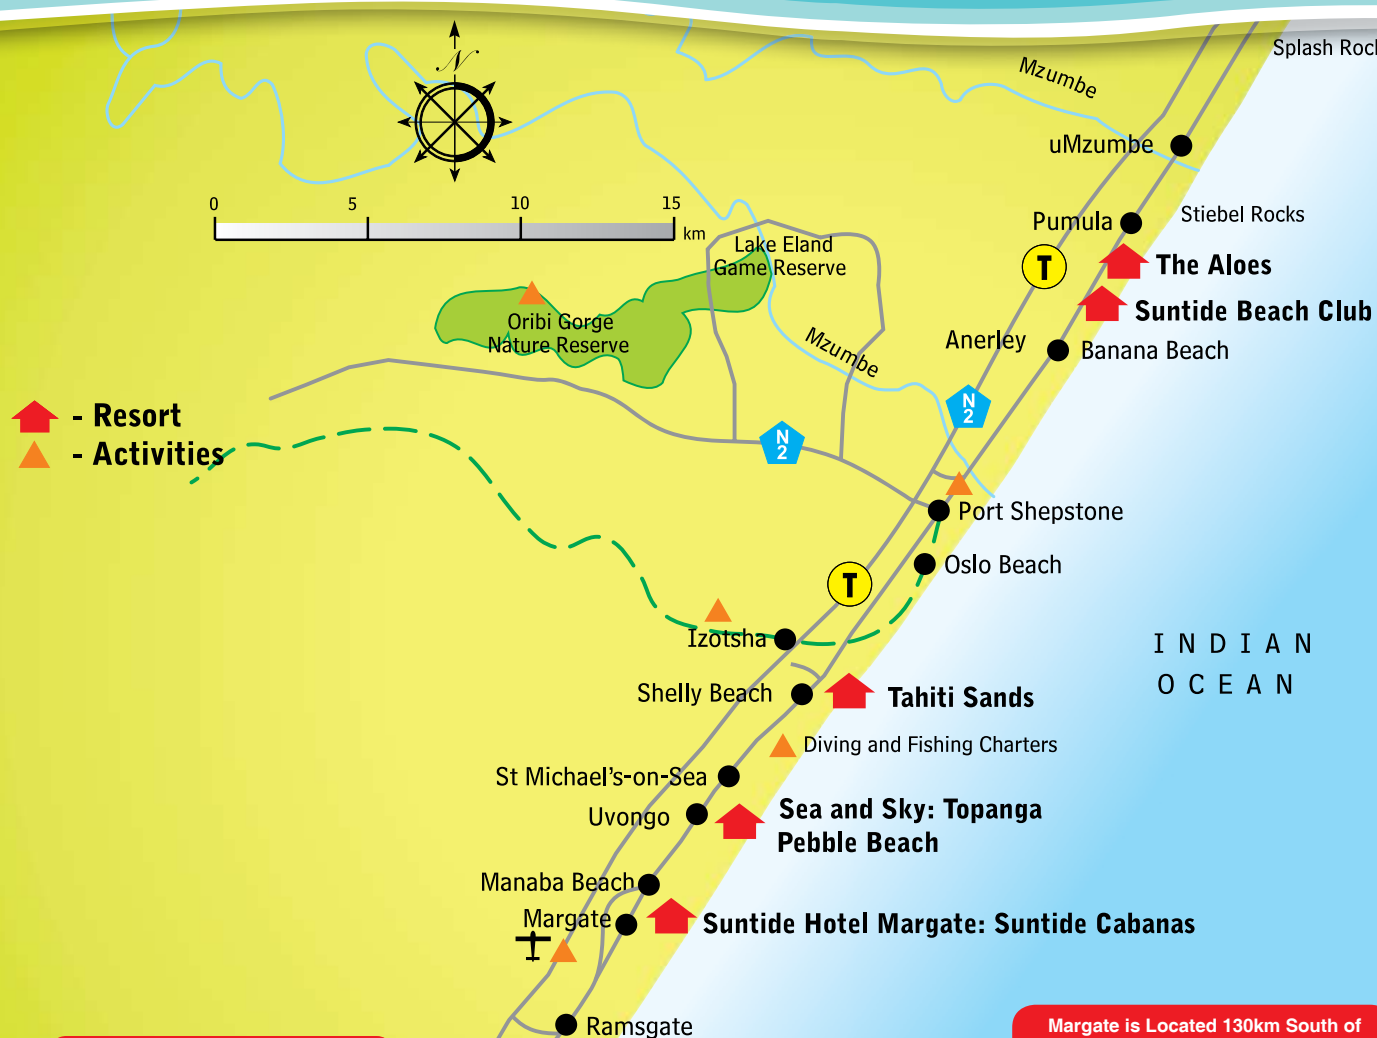 N
Splash Rock
Mzumbe
uMzumbe
0 5 10 15
km
Pumula
Stiebel Rocks
Lake Eland
Game Reserve
T
The Aloes
Suntide Beach Club
Oribi Gorge
Nature Reserve
Mzumbe
Anerley
Banana Beach
- Resort
- Activities
N
2
N
2
Port Shepstone
Oslo Beach
T
Izotsha
INDIAN
OCEAN
Shelly Beach
Tahiti Sands
Diving and Fishing Charters
St Michael's-on-Sea
Uvongo
Sea and Sky: Topanga
Pebble Beach
Manaba Beach
Margate
Suntide Hotel Margate: Suntide Cabanas
Ramsgate
Margate is Located 130km South of